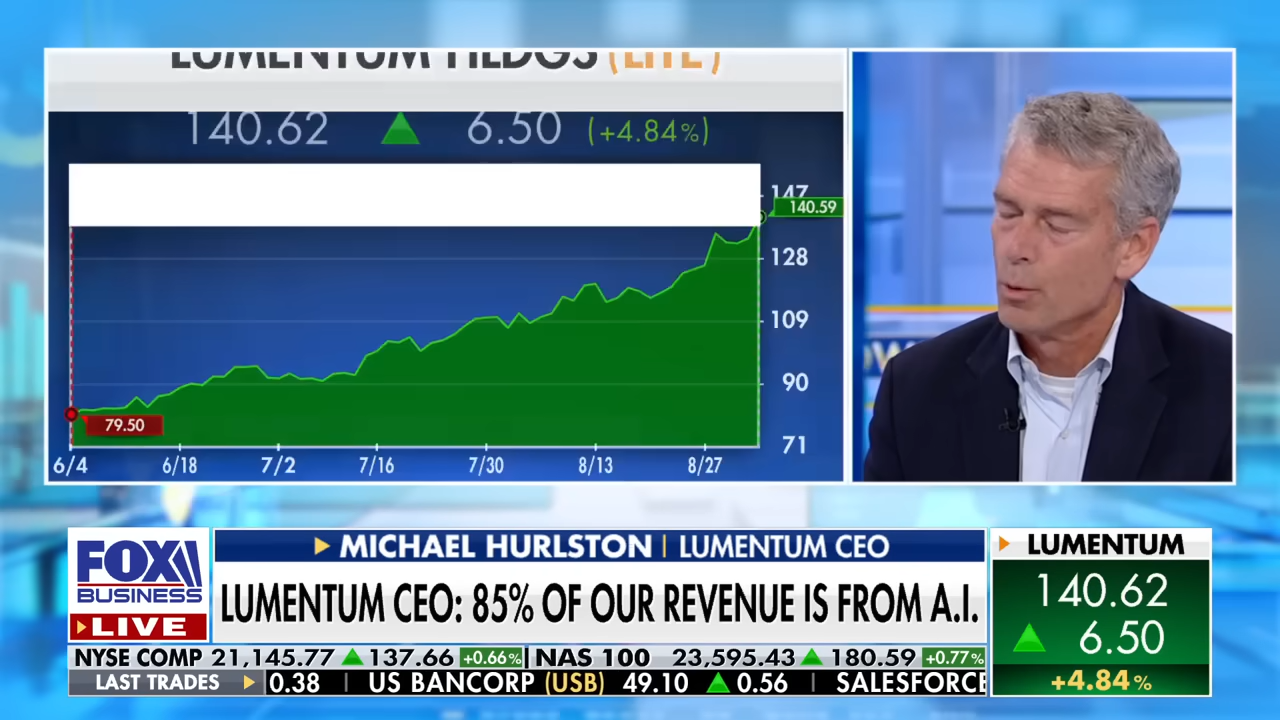 LUMENTUM HLDGS (LITE)
140.62 ▲ 6.50 (+4.84%)
147
140.59
128
109
90
79.50
71
6/4 6/18 7/2 7/16 7/30 8/13 8/27
FOX BUSINESS
LIVE
MICHAEL HURLSTON | LUMENTUM CEO
LUMENTUM CEO: 85% OF OUR REVENUE IS FROM A.I.
LUMENTUM
140.62
▲ 6.50
+4.84%
NYSE COMP 21,145.77 ▲ 137.66 +0.66% NAS 100 23,595.43 ▲ 180.59 +0.77%
LAST TRADES 0.38 | US BANCORP (USB) 49.10 ▲ 0.56 | SALESFORCE